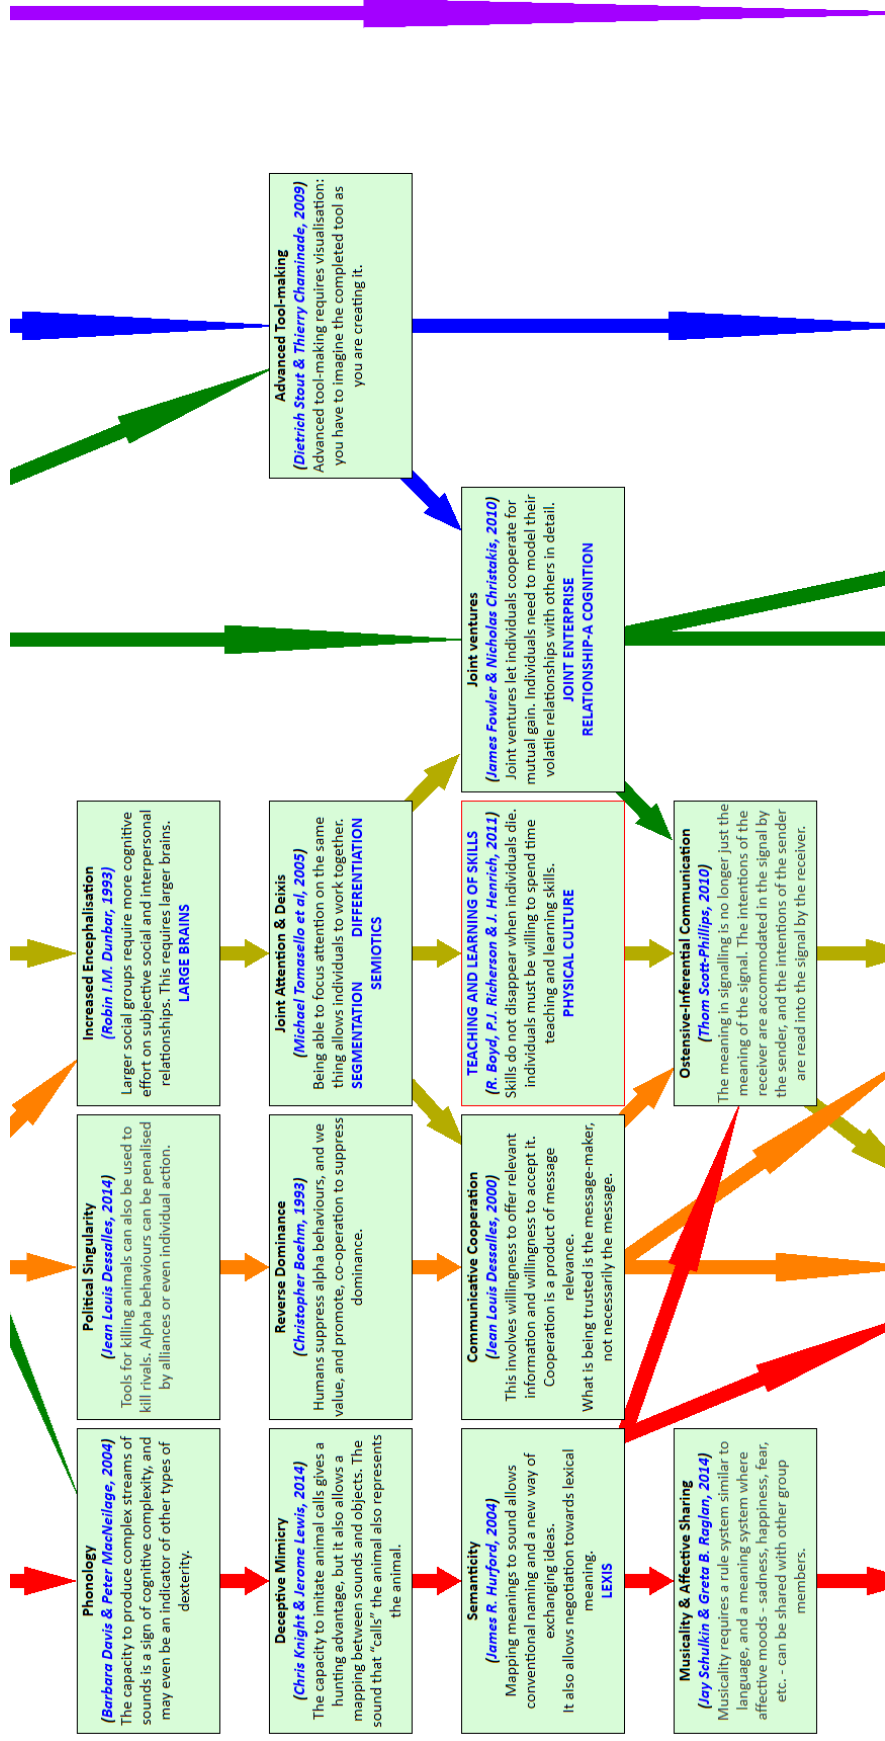 Phonology
(Barbara Davis & Peter MacNeilage, 2004)
The capacity to produce complex streams of
sounds is a sign of cognitive complexity, and
may even be an indicator of other types of
dexterity.
Political Singularity
(Jean Louis Dessalles, 2014)
Tools for killing animals can also be used to
kill rivals. Alpha behaviours can be penalised
by alliances or even individual action.
Increased Encephalisation
(Robin I.M. Dunbar, 1993)
Larger social groups require more cognitive
effort on subjective social and interpersonal
relationships. This requires larger brains.
LARGE BRAINS
Deceptive Mimicry
(Chris Knight & Jerome Lewis, 2014)
The capacity to imitate animal calls gives a
hunting advantage, but it also allows a
mapping between sounds and objects. The
sound that "calls" the animal also represents
the animal.
Reverse Dominance
(Christopher Boehm, 1993)
Humans suppress alpha behaviours, and we
value, and promote, co-operation to suppress
dominance.
Joint Attention & Deixis
(Michael Tomasello et al, 2005)
Being able to focus attention on the same
thing allows individuals to work together.
SEGMENTATION DIFFERENTIATION
SEMIOTICS
Advanced Tool-making
(Dietrich Stout & Thierry Chaminade, 2009)
Advanced tool-making requires visualisation:
you have to imagine the completed tool as
you are creating it.
Semanticity
(James R. Hurford, 2004)
Mapping meanings to sound allows
conventional naming and a new way of
exchanging ideas.
It also allows negotiation towards lexical
meaning.
LEXIS
Communicative Cooperation
(Jean Louis Dessalles, 2000)
This involves willingness to offer relevant
information and willingness to accept it.
Cooperation is a product of message
relevance.
What is being trusted is the message-maker,
not necessarily the message.
TEACHING AND LEARNING OF SKILLS
(R. Boyd, P.J. Richerson & J. Henrich, 2011)
Skills do not disappear when individuals die.
individuals must be willing to spend time
teaching and learning skills.
PHYSICAL CULTURE
Joint ventures
(James Fowler & Nicholas Christakis, 2010)
Joint ventures let individuals cooperate for
mutual gain. Individuals need to model their
volatile relationships with others in detail.
JOINT ENTERPRISE
RELATIONSHIP-A COGNITION
Musicality & Affective Sharing
(Jay Schulkin & Greta B. Raglan, 2014)
Musicality requires a rule system similar to
language, and a meaning system where
affective moods - sadness, happiness, fear,
etc. - can be shared with other group
members.
Ostensive-Inferential Communication
(Thom Scott-Phillips, 2010)
The meaning in signalling is no longer just the
meaning of the signal. The intentions of the
receiver are accommodated in the signal by
the sender, and the intentions of the sender
are read into the signal by the receiver.